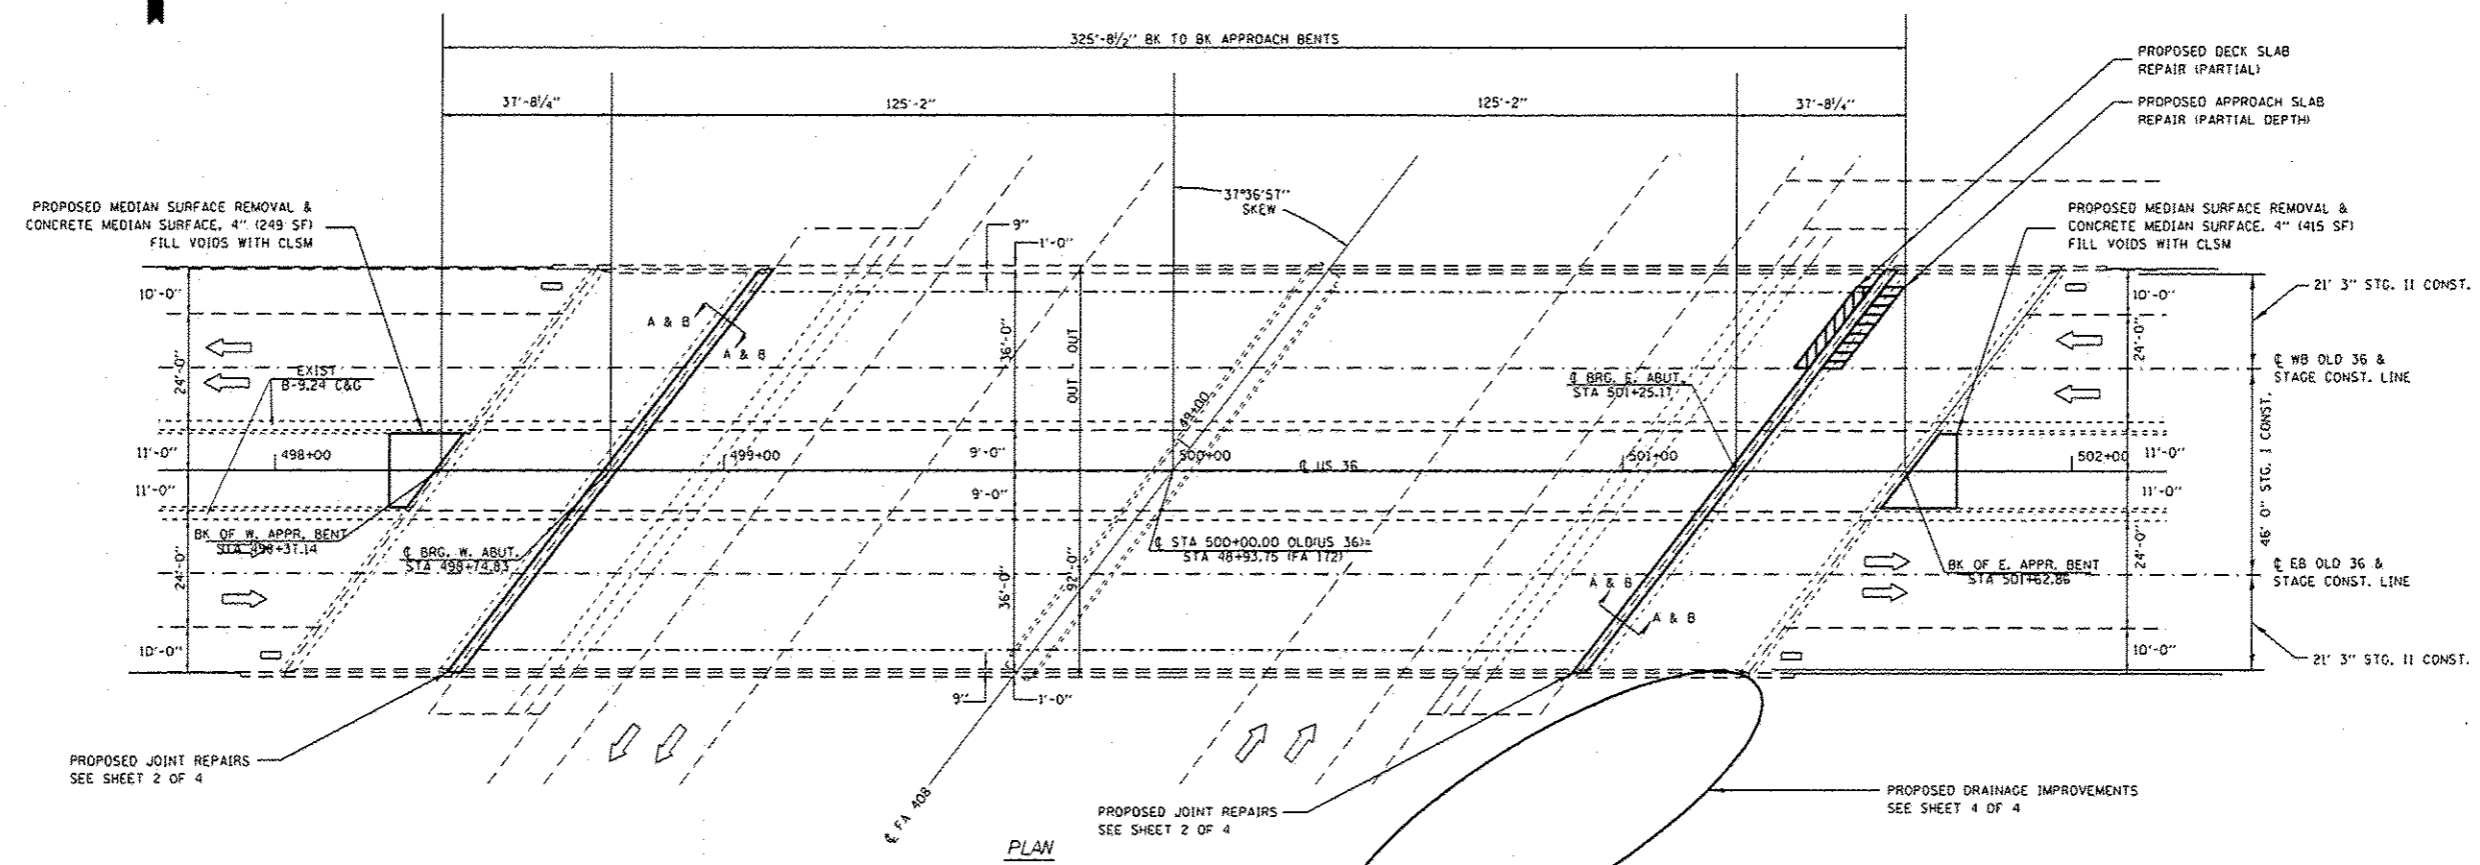 325'-8½" BK TO BK APPROACH BENTS
37'-8¼"
125'-2"
125'-2"
37'-8¼"
PROPOSED DECK SLAB
REPAIR (PARTIAL)
PROPOSED APPROACH SLAB
REPAIR (PARTIAL DEPTH)
PROPOSED MEDIAN SURFACE REMOVAL &
CONCRETE MEDIAN SURFACE, 4" (249 SF)
FILL VOIDS WITH CLSM
37°36'57"
SKEW
PROPOSED MEDIAN SURFACE REMOVAL &
CONCRETE MEDIAN SURFACE, 4" (415 SF)
FILL VOIDS WITH CLSM
9"
1'-0"
10'-0"
10'-0"
21' 3" STG. II CONST.
A & B
A & B
36'-0"
OUT - OUT
24'-0"
24'-0"
EXIST
B-9.24 C&G
℄ BRG. E. ABUT.
STA 501+25.17
℄ WB OLD 36 &
STAGE CONST. LINE
49+00
11'-0"
498+00
499+00
9'-0"
500+00
℄ US 36
501+00
502+00
11'-0"
11'-0"
9'-0"
11'-0"
46' 0" STG. I CONST.
BK OF W. APPR. BENT
STA 498+37.14
℄ BRG. W. ABUT.
STA 498+74.83
℄ STA 500+00.00 OLD(US 36)=
STA 48+93.75 (FA 172)
BK OF E. APPR. BENT
STA 501+62.86
℄ EB OLD 36 &
STAGE CONST. LINE
24'-0"
36'-0"
92'-0"
24'-0"
A & B
A & B
10'-0"
10'-0"
21' 3" STG. II CONST.
9"
1'-0"
PROPOSED JOINT REPAIRS
SEE SHEET 2 OF 4
℄ FA 408
PROPOSED JOINT REPAIRS
SEE SHEET 2 OF 4
PROPOSED DRAINAGE IMPROVEMENTS
SEE SHEET 4 OF 4
PLAN